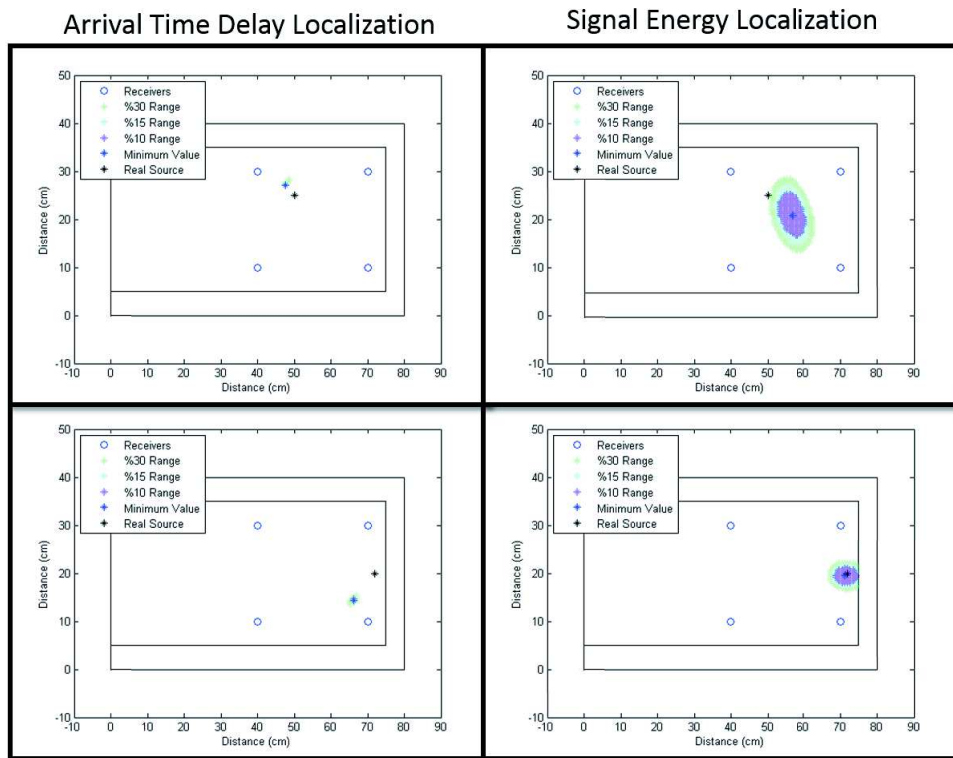 Arrival Time Delay Localization
Signal Energy Localization
50
40
30
20
10
0
-10
Distance (cm)
Receivers
%30 Range
%15 Range
%10 Range
Minimum Value
Real Source
-10 0 10 20 30 40 50 60 70 80 90
Distance (cm)
50
40
30
20
10
0
-10
Distance (cm)
Receivers
%30 Range
%15 Range
%10 Range
Minimum Value
Real Source
-10 0 10 20 30 40 50 60 70 80 90
Distance (cm)
50
40
30
20
10
0
-10
Distance (cm)
Receivers
%30 Range
%15 Range
%10 Range
Minimum Value
Real Source
-10 0 10 20 30 40 50 60 70 80 90
Distance (cm)
50
40
30
20
10
0
-10
Distance (cm)
Receivers
%30 Range
%15 Range
%10 Range
Minimum Value
Real Source
-10 0 10 20 30 40 50 60 70 80 90
Distance (cm)